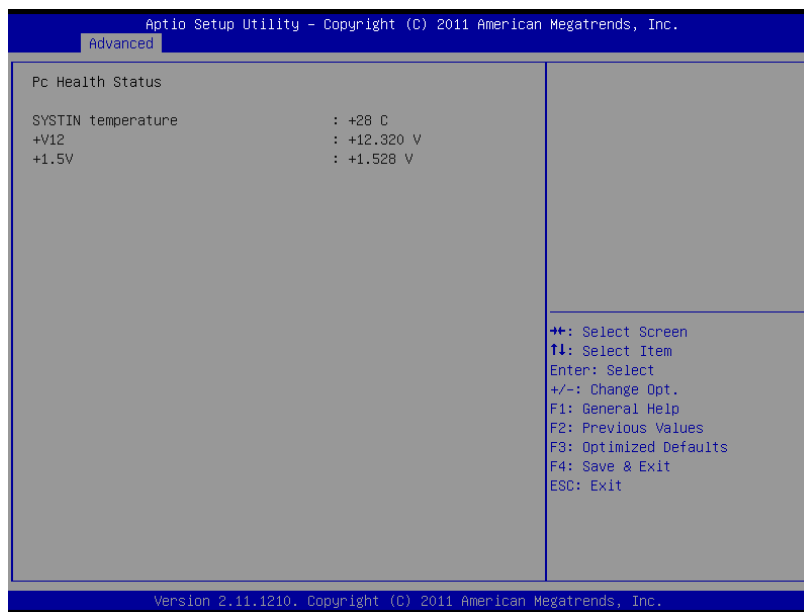 Aptio Setup Utility – Copyright (C) 2011 American Megatrends, Inc.
Advanced
Pc Health Status
SYSTIN temperature : +28 C
+V12 : +12.320 V
+1.5V : +1.528 V
→←: Select Screen
↑↓: Select Item
Enter: Select
+/-: Change Opt.
F1: General Help
F2: Previous Values
F3: Optimized Defaults
F4: Save & Exit
ESC: Exit
Version 2.11.1210. Copyright (C) 2011 American Megatrends, Inc.